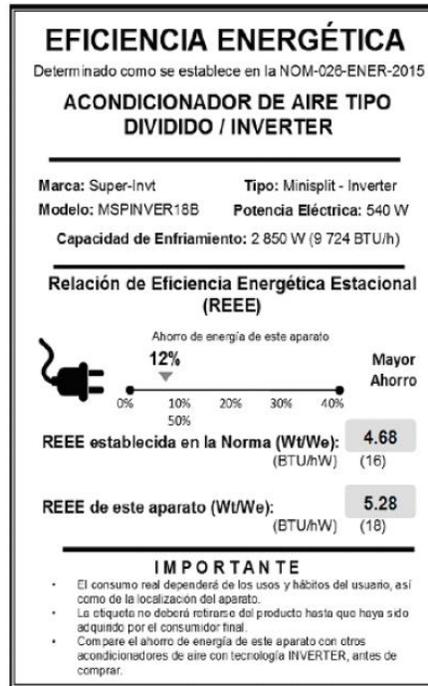 EFICIENCIA ENERGÉTICA
Determinado como se establece en la NOM-026-ENER-2015
ACONDICIONADOR DE AIRE TIPO
DIVIDIDO / INVERTER
Marca: Super-Invt Tipo: Minisplit - Inverter
Modelo: MSPINVER18B Potencia Eléctrica: 540 W
Capacidad de Enfriamiento: 2 850 W (9 724 BTU/h)
Relación de Eficiencia Energética Estacional
(REEE)
Ahorro de energía de este aparato
12% Mayor
Ahorro
0% 10% 20% 30% 40%
50%
REEE establecida en la Norma (Wt/We): 4.68
(BTU/hW) (16)
REEE de este aparato (Wt/We): 5.28
(BTU/hW) (18)
IMPORTANTE
• El consumo real dependerá de los usos y hábitos del usuario, así
como de la localización del aparato.
• La etiqueta no deberá retirarse del producto hasta que haya sido
adquirido por el consumidor final.
• Compare el ahorro de energía de este aparato con otros
acondicionadores de aire con tecnología INVERTER, antes de
comprar.